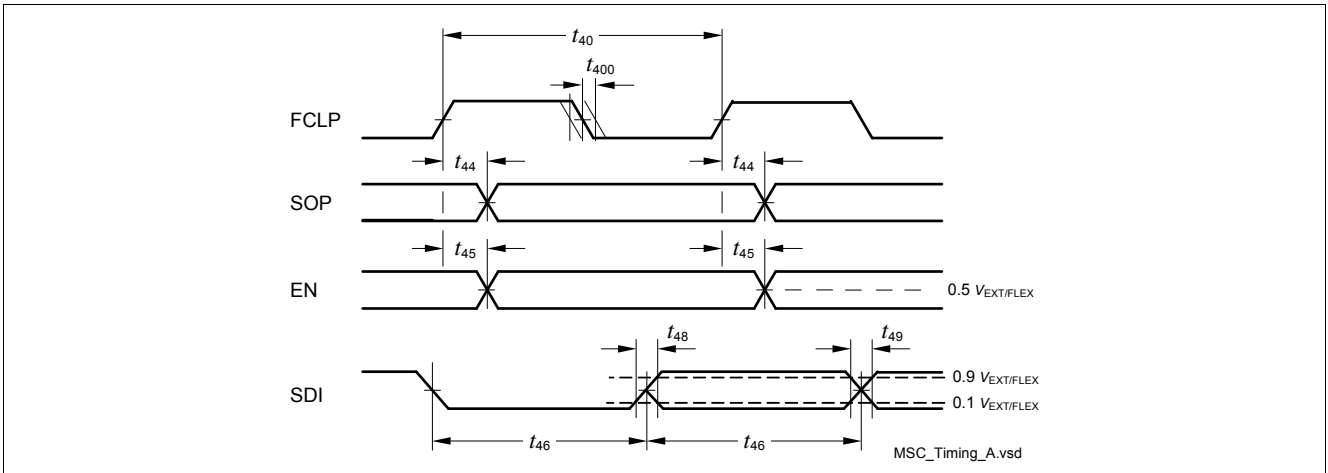 t40
t400
FCLP
t44 t44
SOP
t45 t45
EN
0.5 VEXT/FLEX
t48 t49
SDI
0.9 VEXT/FLEX
0.1 VEXT/FLEX
t46 t46
MSC_Timing_A.vsd